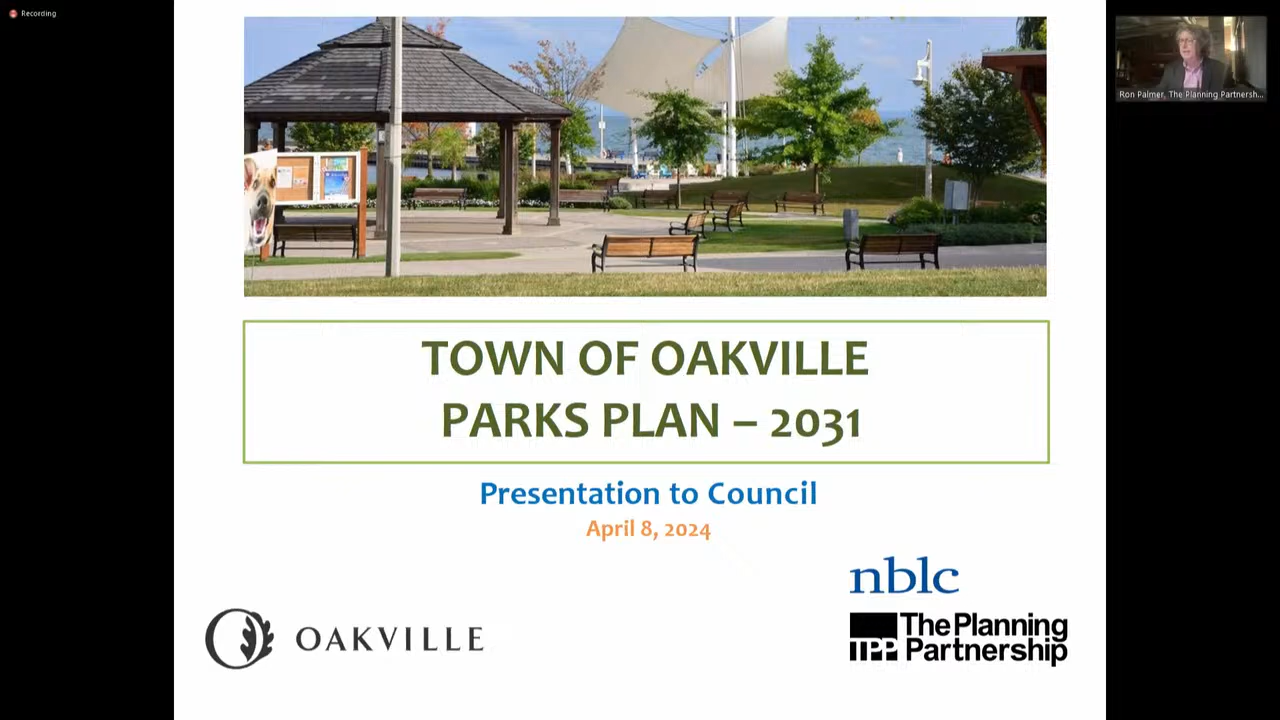 Recording
Ron Palmer, The Planning Partnersh...
TOWN OF OAKVILLE
PARKS PLAN – 2031
Presentation to Council
April 8, 2024
nblc
OAKVILLE
TPP
The Planning
Partnership